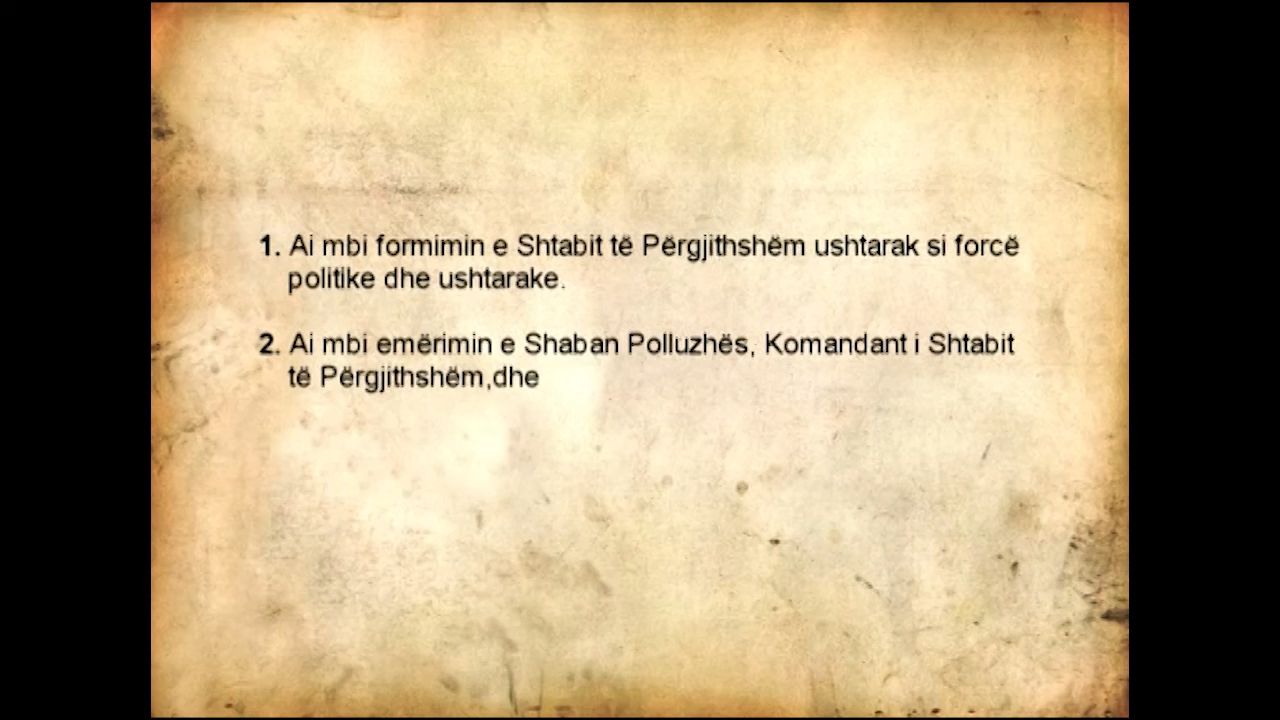 1. Ai mbi formimin e Shtabit të Përgjithshëm ushtarak si forcë
politike dhe ushtarake.
2. Ai mbi emërimin e Shaban Polluzhës, Komandant i Shtabit
të Përgjithshëm,dhe